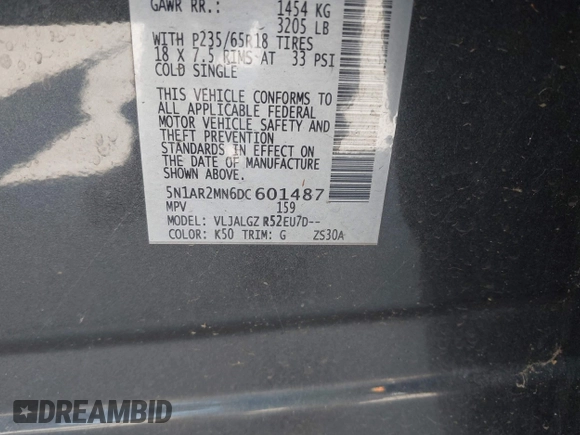 GAWR RR.: 1454 KG
3205 LB
WITH P235/65R18 TIRES
18 X 7.5 RIMS AT 33 PSI
COLD SINGLE
THIS VEHICLE CONFORMS TO
ALL APPLICABLE FEDERAL
MOTOR VEHICLE SAFETY AND
THEFT PREVENTION
STANDARDS IN EFFECT ON
THE DATE OF MANUFACTURE
SHOWN ABOVE.
5N1AR2MN6DC601487
MPV 159
MODEL: VLJALGZ R52EU7D--
COLOR: K50 TRIM: G ZS30A
DREAMBID